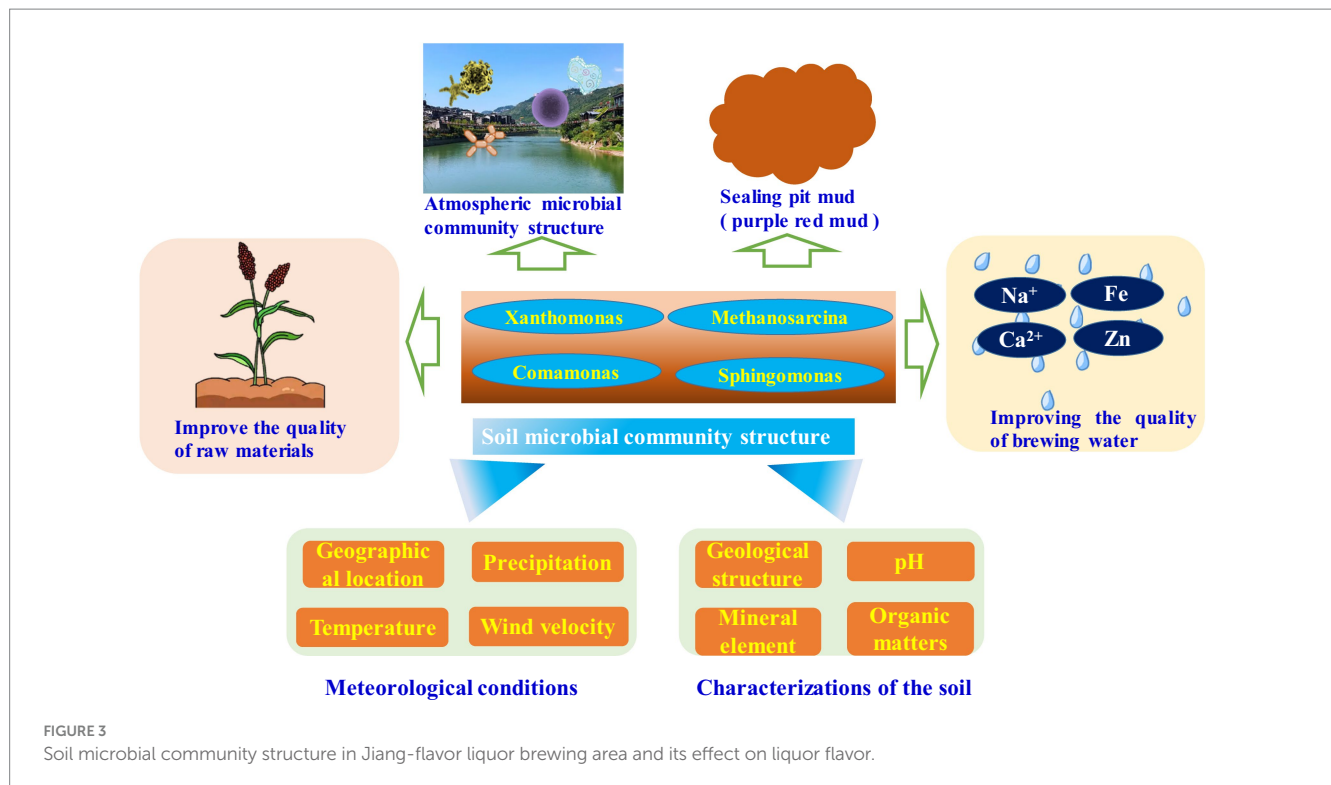 Atmospheric microbial
community structure
Sealing pit mud
( purple red mud )
Improve the quality
of raw materials
Xanthomonas
Methanosarcina
Comamonas
Sphingomonas
Na⁺
Fe
Ca²⁺
Zn
Improving the quality
of brewing water
Soil microbial community structure
Geographic
al location
Precipitation
Temperature
Wind velocity
Geological
structure
pH
Mineral
element
Organic
matters
Meteorological conditions
Characterizations of the soil
FIGURE 3
Soil microbial community structure in Jiang-flavor liquor brewing area and its effect on liquor flavor.